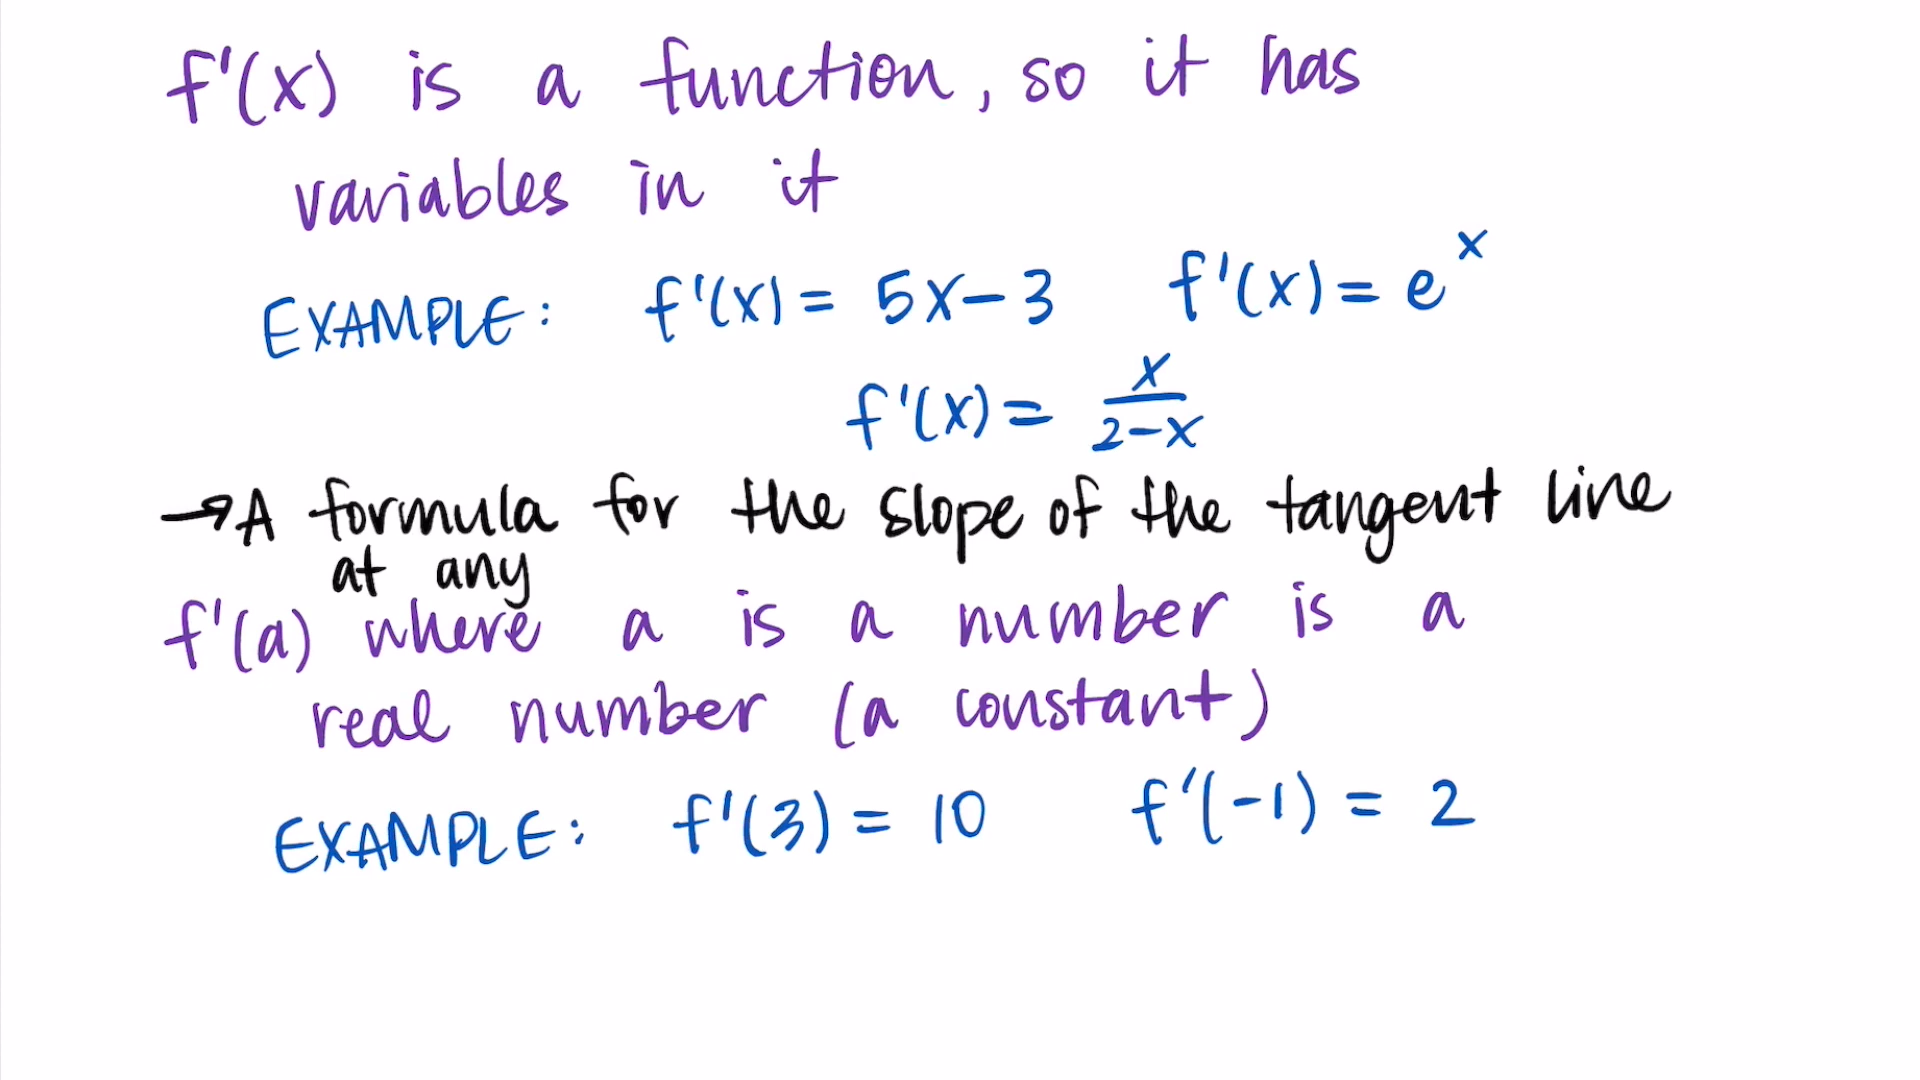 f'(x) is a function, so it has
variables in it
EXAMPLE: f'(x) = 5x-3 f'(x) = e^x
f'(x) = x/(2-x)
→A formula for the slope of the tangent line
at any
f'(a) where a is a number is a
real number (a constant)
EXAMPLE: f'(3) = 10 f'(-1) = 2